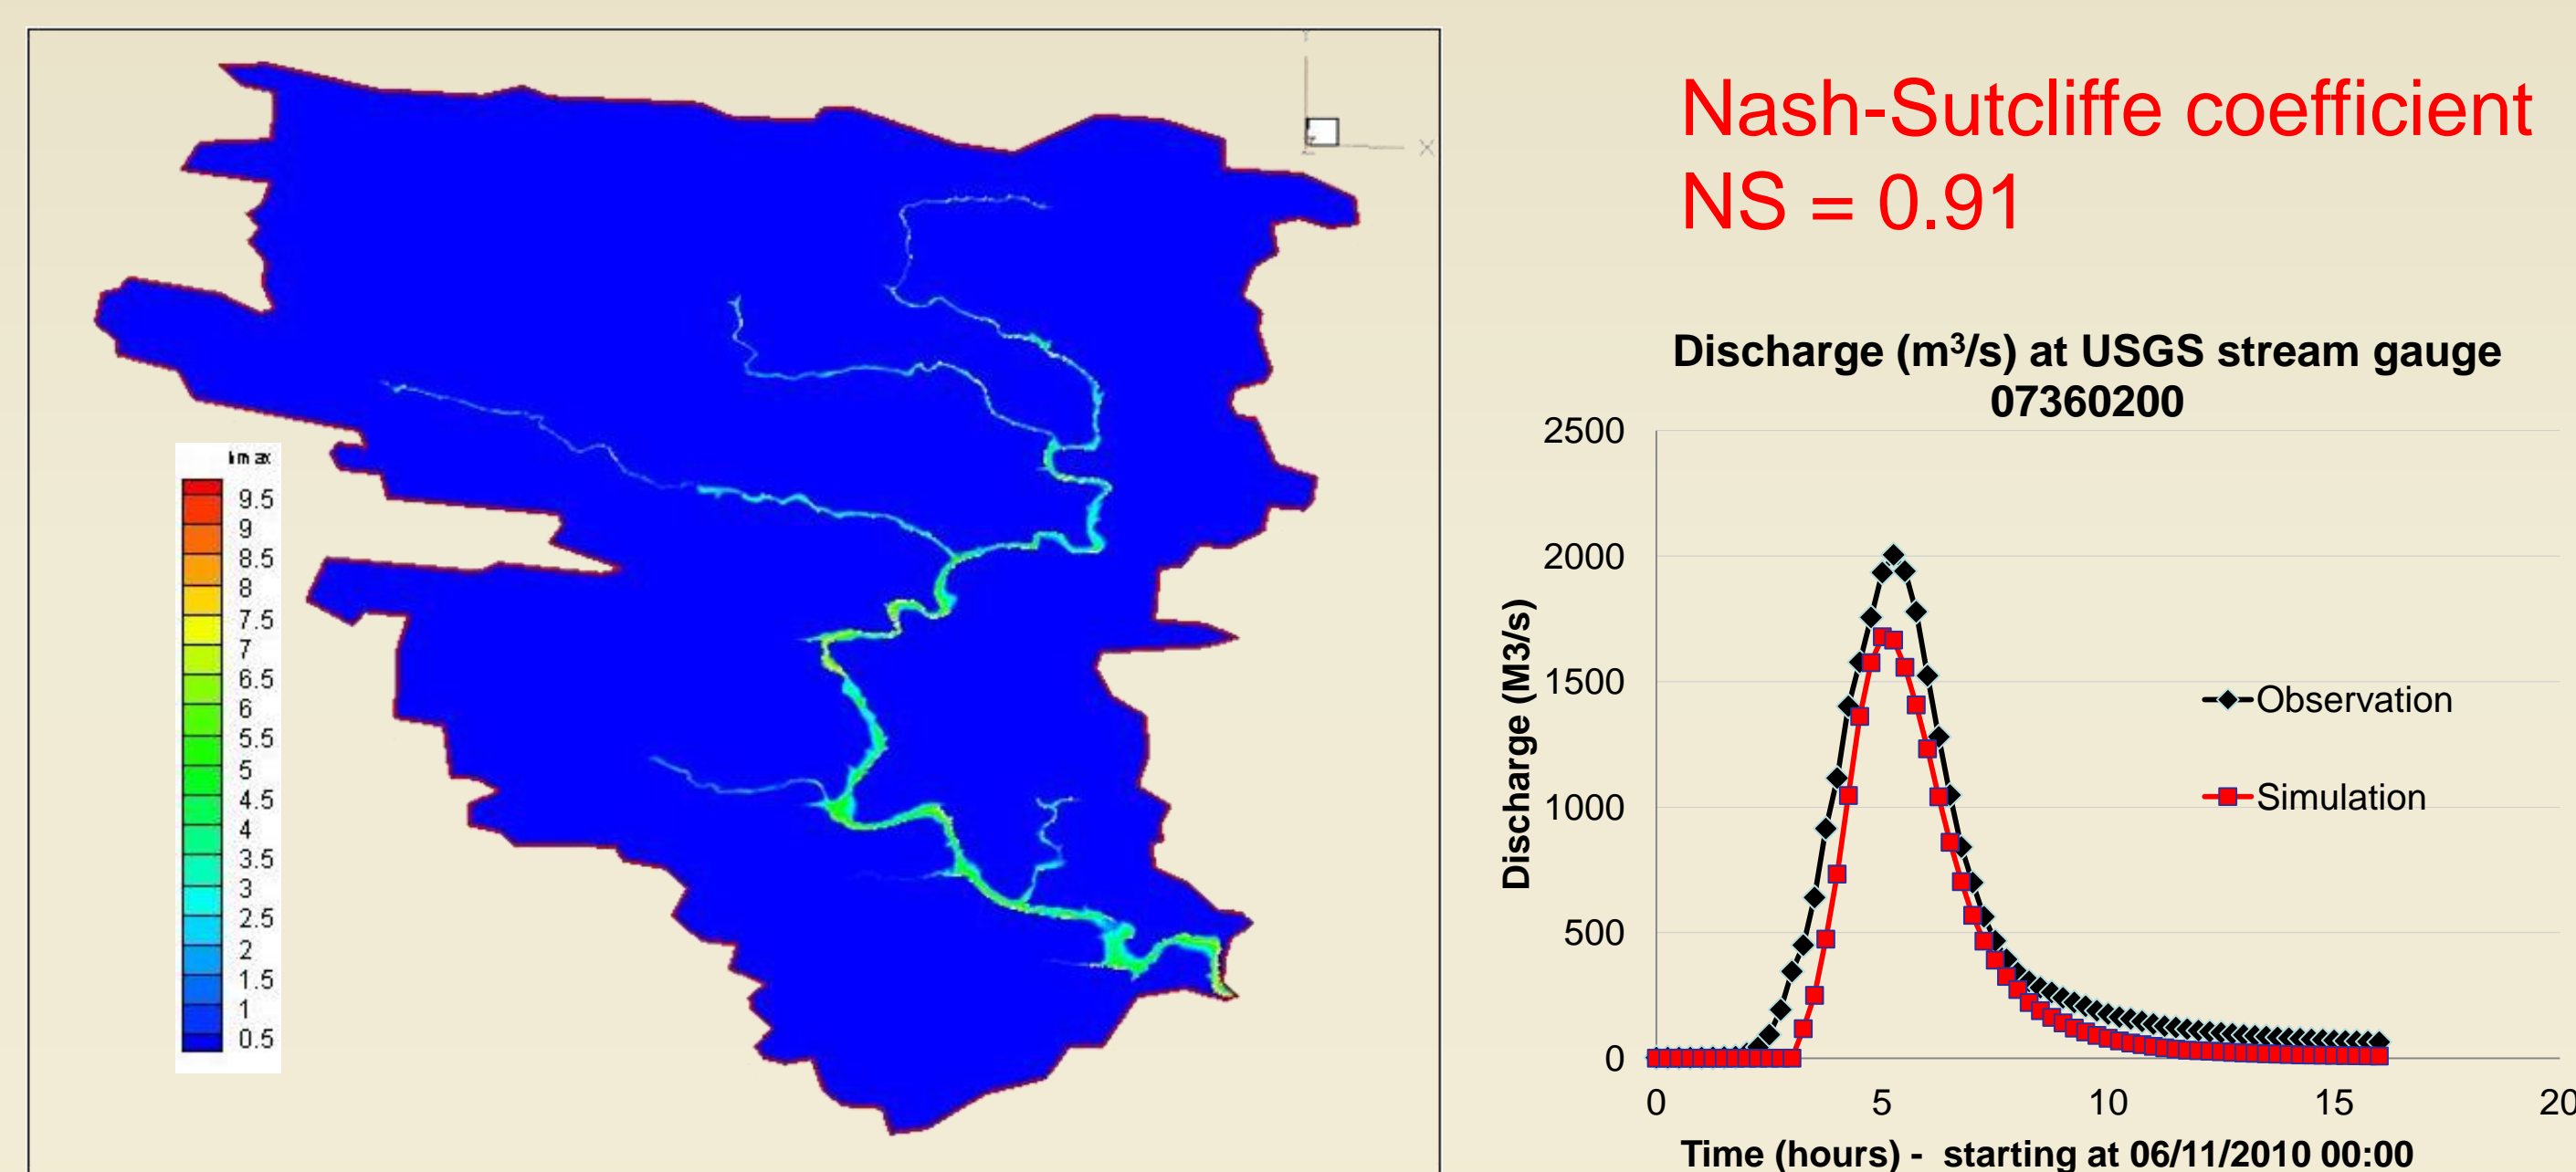 Nash-Sutcliffe coefficient
NS = 0.91
Y
X
9.5
9
8.5
8
7.5
7
6.5
6
5.5
5
4.5
4
3.5
3
2.5
2
1.5
1
0.5
Discharge (m³/s) at USGS stream gauge
07360200
Discharge (M3/s)
2500
2000
1500
1000
500
0
Observation
Simulation
0 5 10 15 20
Time (hours) - starting at 06/11/2010 00:00